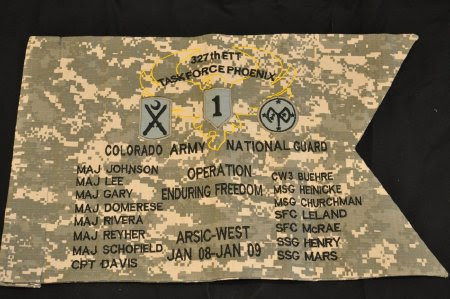 327th ETT
TASK FORCE PHOENIX
1
COLORADO ARMY NATIONAL GUARD
MAJ JOHNSON
MAJ LEE
MAJ GARY
MAJ DOMERESE
MAJ RIVERA
MAJ REYHER
MAJ SCHOFIELD
CPT DAVIS
OPERATION
ENDURING FREEDOM
ARSIC-WEST
JAN 08-JAN 09
CW3 BUEHRE
MSG HEINICKE
MSG CHURCHMAN
SFC LELAND
SFC McRAE
SSG HENRY
SSG MARS